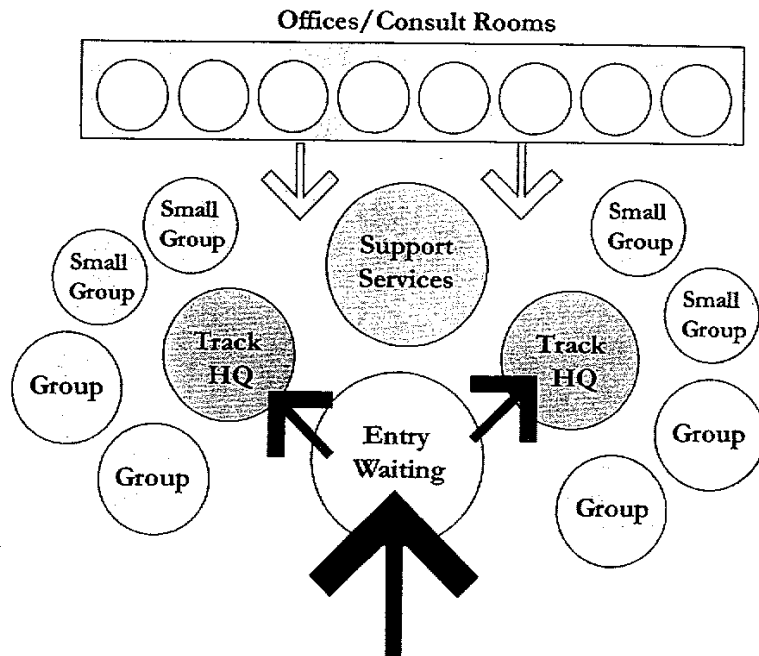 Offices/Consult Rooms
Small
Group
Small
Group
Support
Services
Small
Group
Small
Group
Track
HQ
Track
HQ
Group
Group
Entry
Waiting
Group
Group